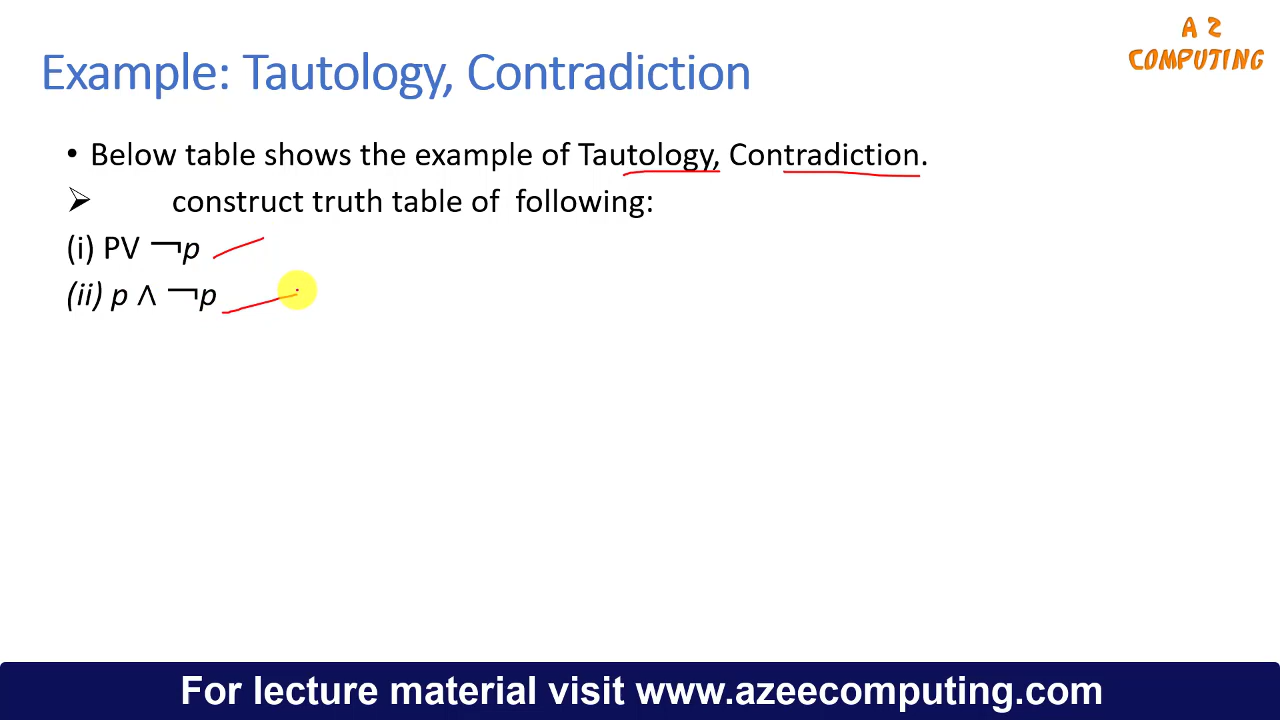 A Z
COMPUTING
Example: Tautology, Contradiction
• Below table shows the example of Tautology, Contradiction.
➢ construct truth table of following:
(i) PV ¬p
(ii) p ∧ ¬p
For lecture material visit www.azeecomputing.com